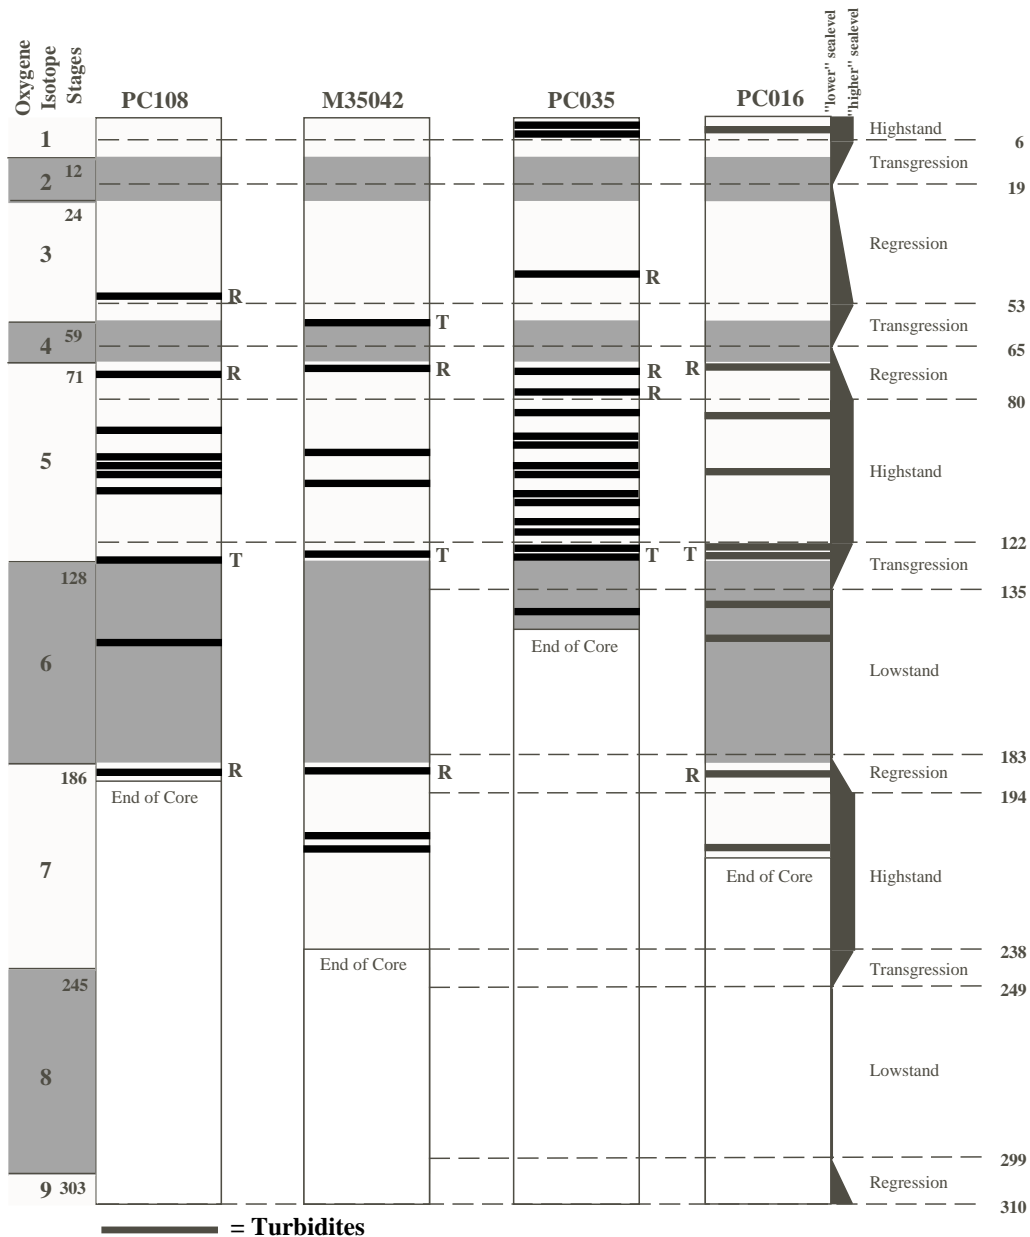 Oxygene
Isotope
Stages
PC108
M35042
PC035
PC016
"lower" sealevel
"higher" sealevel
1
Highstand
6
12
Transgression
2
19
24
3
Regression
R
R
53
T
Transgression
59
4
65
71
R
R
R
R
Regression
R
80
5
Highstand
122
T
T
T
T
Transgression
128
135
End of Core
6
Lowstand
183
186
R
R
R
Regression
End of Core
194
7
End of Core
Highstand
238
End of Core
Transgression
245
249
8
Lowstand
299
9
303
Regression
310
= Turbidites